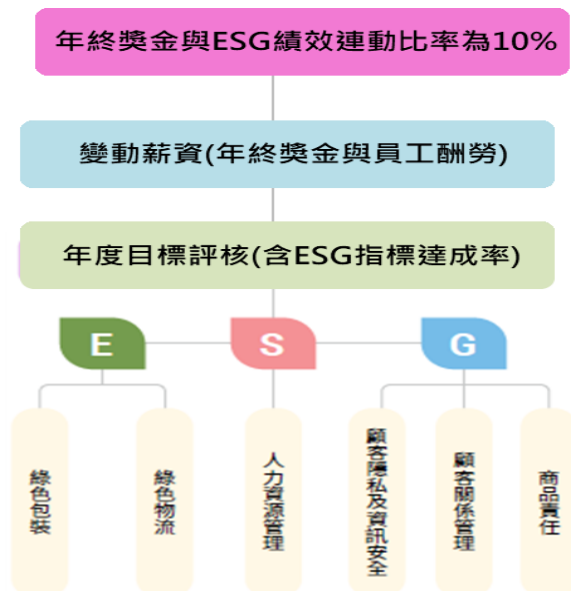 年終獎金與ESG績效連動比率為10%
變動薪資(年終獎金與員工酬勞)
年度目標評核(含ESG指標達成率)
E
S
G
綠色包裝
綠色物流
人力資源管理
顧客隱私及資訊安全
顧客關係管理
商品責任